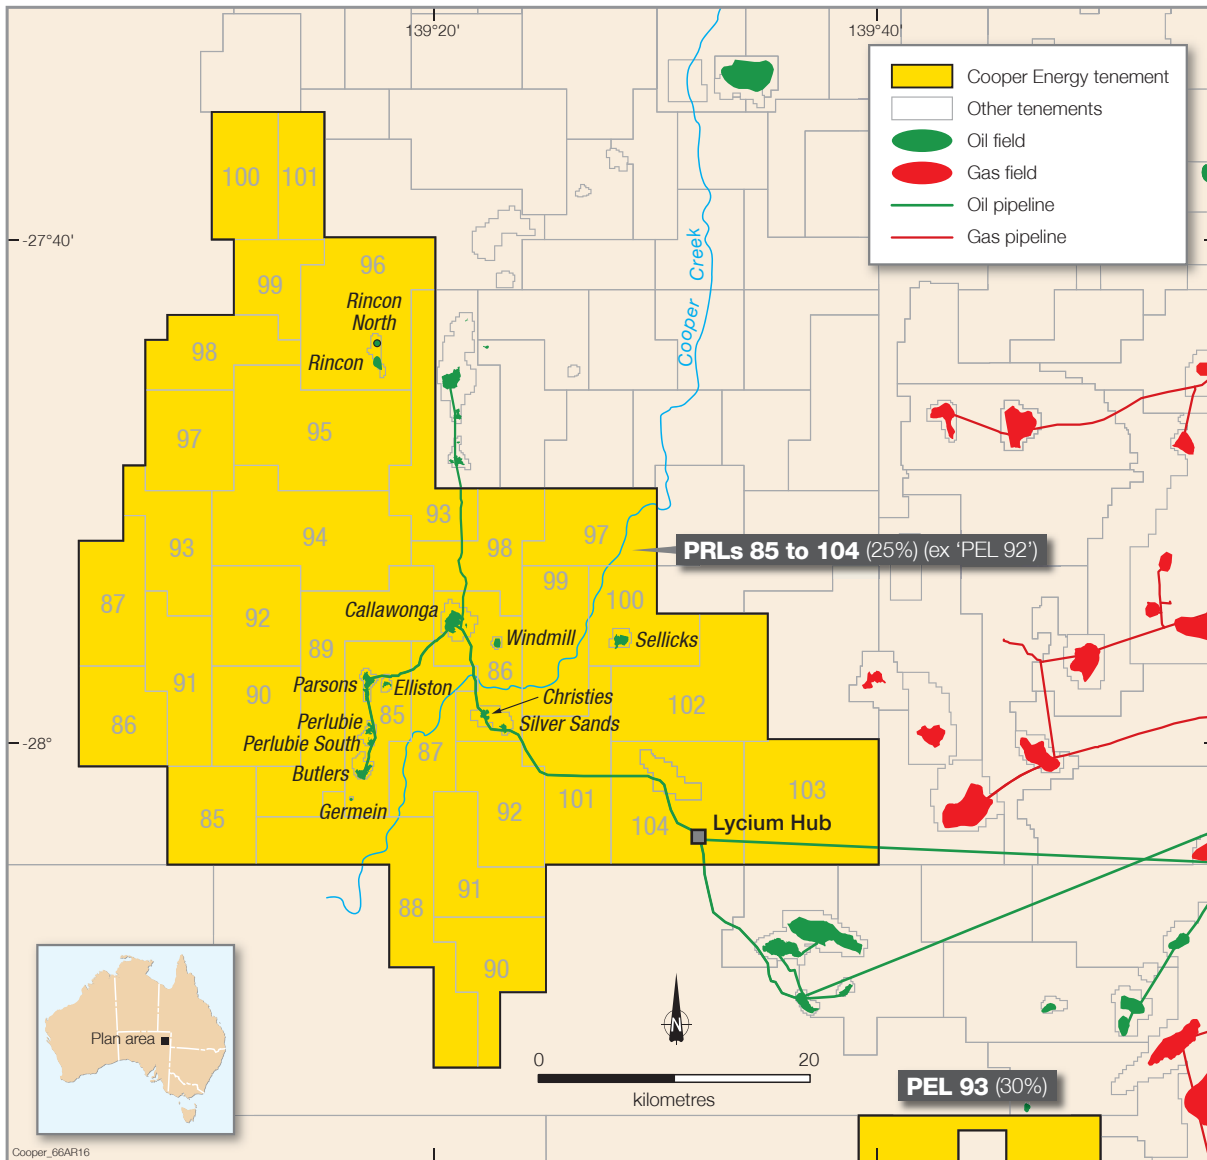 139°20'
139°40'
Cooper Energy tenement
Other tenements
Oil field
Gas field
Oil pipeline
Gas pipeline
100
101
-27°40'
Cooper Creek
96
99
Rincon
North
98
Rincon
97
95
93
94
98
97
93
PRLs 85 to 104 (25%) (ex ‘PEL 92’)
99
100
87
92
Callawonga
Windmill
Sellicks
89
86
91
90
Parsons
Elliston
Christies
102
85
86
Perlubie
Silver Sands
-28°
Perlubie South
87
Butlers
103
101
92
Germein
85
104
Lycium Hub
91
88
90
Plan area
N
0
20
kilometres
PEL 93 (30%)
Cooper_66AR16